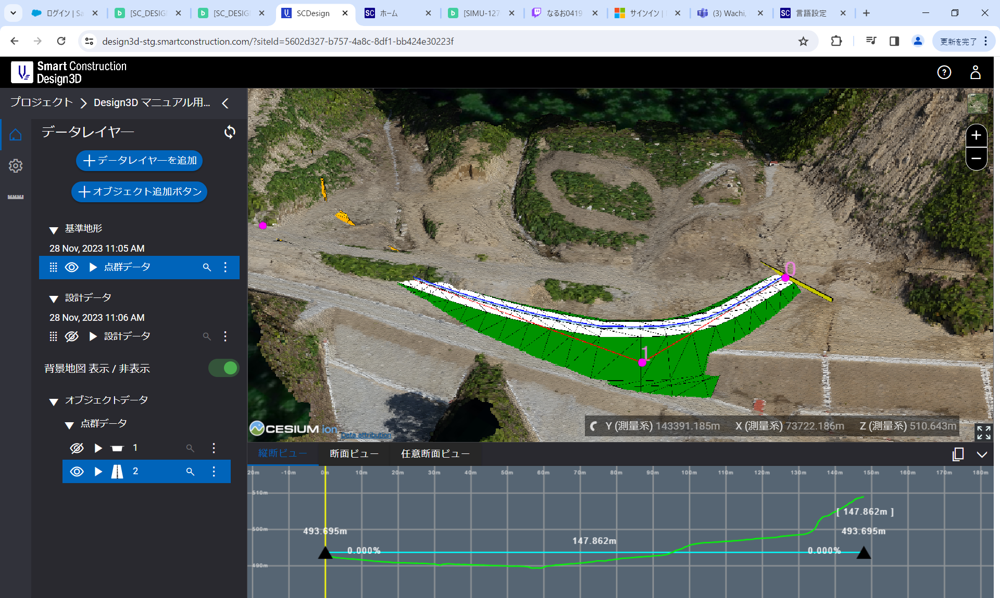 ログイン | Sa
[SC_DESIG
[SC_DESIG
SCDesign
ホーム
[SIMU-127
なるお0419
サインイン |
(3) Wachi,
言語設定
design3d-stg.smartconstruction.com/?siteId=5602d327-b757-4a8c-8df1-bb424e30223f
更新を完了
Smart Construction
Design3D
プロジェクト
Design3D マニュアル用...
データレイヤー
データレイヤーを追加
オブジェクト追加ボタン
基準地形
28 Nov, 2023 11:05 AM
点群データ
設計データ
28 Nov, 2023 11:06 AM
設計データ
背景地図 表示 / 非表示
オブジェクトデータ
点群データ
1
2
0
1
CESIUM ion
Data attribution
Y (測量系) 143391.185m X (測量系) 73722.186m Z (測量系) 510.643m
縦断ビュー
断面ビュー
任意断面ビュー
20m -10m 0m 10m 20m 30m 40m 50m 60m 70m 80m 90m 100m 110m 120m 130m 140m 150m 160m 170m 180m
510m
[ 147.862m ]
500m
493.695m
493.695m
147.862m
0.000%
0.000%
490m